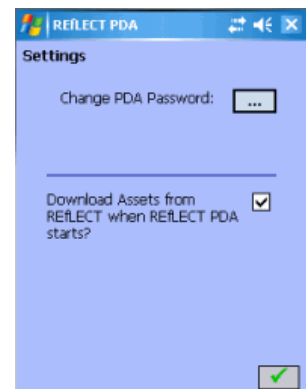 REfLECT PDA
Settings
Change PDA Password:
...
Download Assets from
REfLECT when REfLECT PDA
starts?